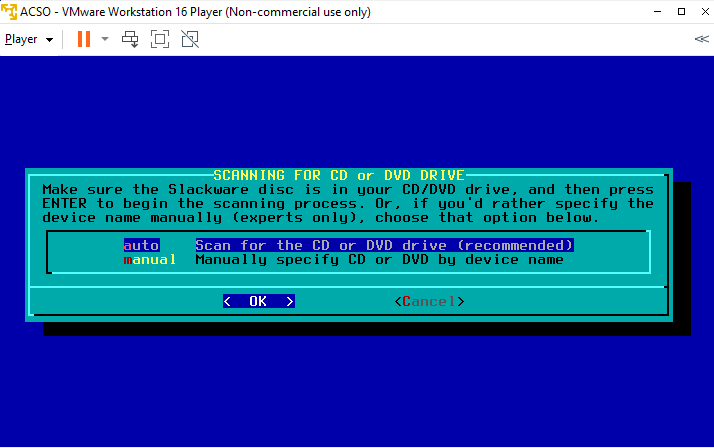 ACSO - VMware Workstation 16 Player (Non-commercial use only)
Player
SCANNING FOR CD or DVD DRIVE
Make sure the Slackware disc is in your CD/DVD drive, and then press
ENTER to begin the scanning process. Or, if you'd rather specify the
device name manually (experts only), choose that option below.
auto Scan for the CD or DVD drive (recommended)
manual Manually specify CD or DVD by device name
< OK > <Cancel>